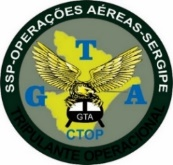 SSP-OPERAÇÕES AÉREAS-SERGIPE
G T A
GTA
CTOP
TRIPULANTE OPERACIONAL